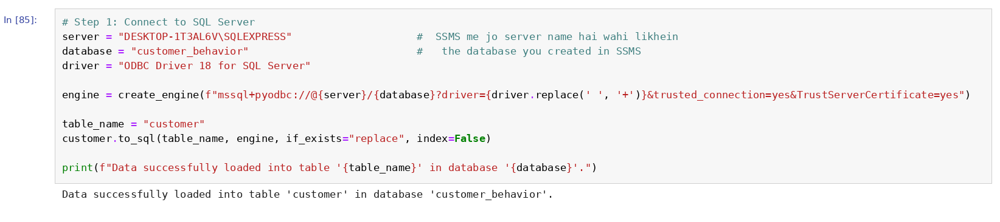 In [85]:
# Step 1: Connect to SQL Server
server = "DESKTOP-1T3AL6V\SQLEXPRESS"                    #  SSMS me jo server name hai wahi likhein
database = "customer_behavior"                           #   the database you created in SSMS
driver = "ODBC Driver 18 for SQL Server"
engine = create_engine(f"mssql+pyodbc://@{server}/{database}?driver={driver.replace(' ', '+')}&trusted_connection=yes&TrustServerCertificate=yes")
table_name = "customer"
customer.to_sql(table_name, engine, if_exists="replace", index=False)
print(f"Data successfully loaded into table '{table_name}' in database '{database}'.")
Data successfully loaded into table 'customer' in database 'customer_behavior'.